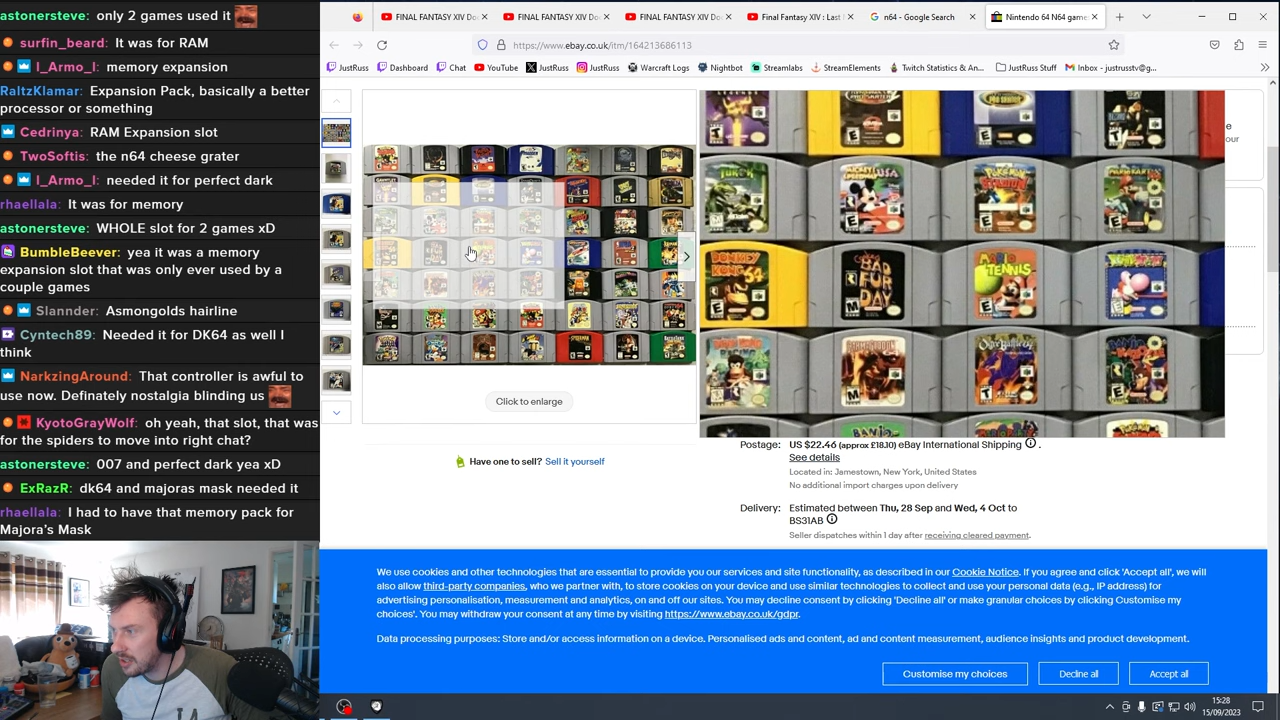 astonersteve: only 2 games used it
surfin_beard: It was for RAM
I_Armo_I: memory expansion
RaltzKlamar: Expansion Pack, basically a better
processor or something
Cedrinya: RAM Expansion slot
TwoSoftis: the n64 cheese grater
I_Armo_I: needed it for perfect dark
rhaellala: It was for memory
astonersteve: WHOLE slot for 2 games xD
BumbleBeever: yea it was a memory
expansion slot that was only ever used by a
couple games
Slannder: Asmongolds hairline
Cyntech89: Needed it for DK64 as well I
think
NarkzingAround: That controller is awful to
use now. Definately nostalgia blinding us
KyotoGrayWolf: oh yeah, that slot, that was
for the spiders to move in right chat?
astonersteve: 007 and perfect dark yea xD
ExRazR: dk64 and majoras mask needed it
rhaellala: I had to have that memory pack for
Majora's Mask
FINAL FANTASY XIV Do
FINAL FANTASY XIV Do
FINAL FANTASY XIV Do
Final Fantasy XIV : Last
n64 - Google Search
Nintendo 64 N64 game
https://www.ebay.co.uk/itm/164213686113
JustRuss
Dashboard
Chat
YouTube
JustRuss
JustRuss
Warcraft Logs
Nightbot
Streamlabs
StreamElements
Twitch Statistics & An...
JustRuss Stuff
Inbox - justrusstv@g...
TUROK
MICKEY'S SPEEDWAY USA
DONKEY KONG 64
BAD FUR DAY
MARIO TENNIS
Click to enlarge
Have one to sell? Sell it yourself
Postage: US $22.46 (approx £18.10) eBay International Shipping
See details
Located in: Jamestown, New York, United States
No additional import charges upon delivery
Delivery: Estimated between Thu, 28 Sep and Wed, 4 Oct to
BS31AB
Seller dispatches within 1 day after receiving cleared payment.
We use cookies and other technologies that are essential to provide you our services and site functionality, as described in our Cookie Notice. If you agree and click 'Accept all', we will
also allow third-party companies, who we partner with, to store cookies on your device and use similar technologies to collect and use your personal data (e.g., IP address) for
advertising personalisation, measurement and analytics, on and off our sites. You may decline consent by clicking 'Decline all' or make granular choices by clicking Customise my
choices'. You may withdraw your consent at any time by visiting https://www.ebay.co.uk/gdpr.
Data processing purposes: Store and/or access information on a device. Personalised ads and content, ad and content measurement, audience insights and product development.
Customise my choices
Decline all
Accept all
15:28
15/09/2023